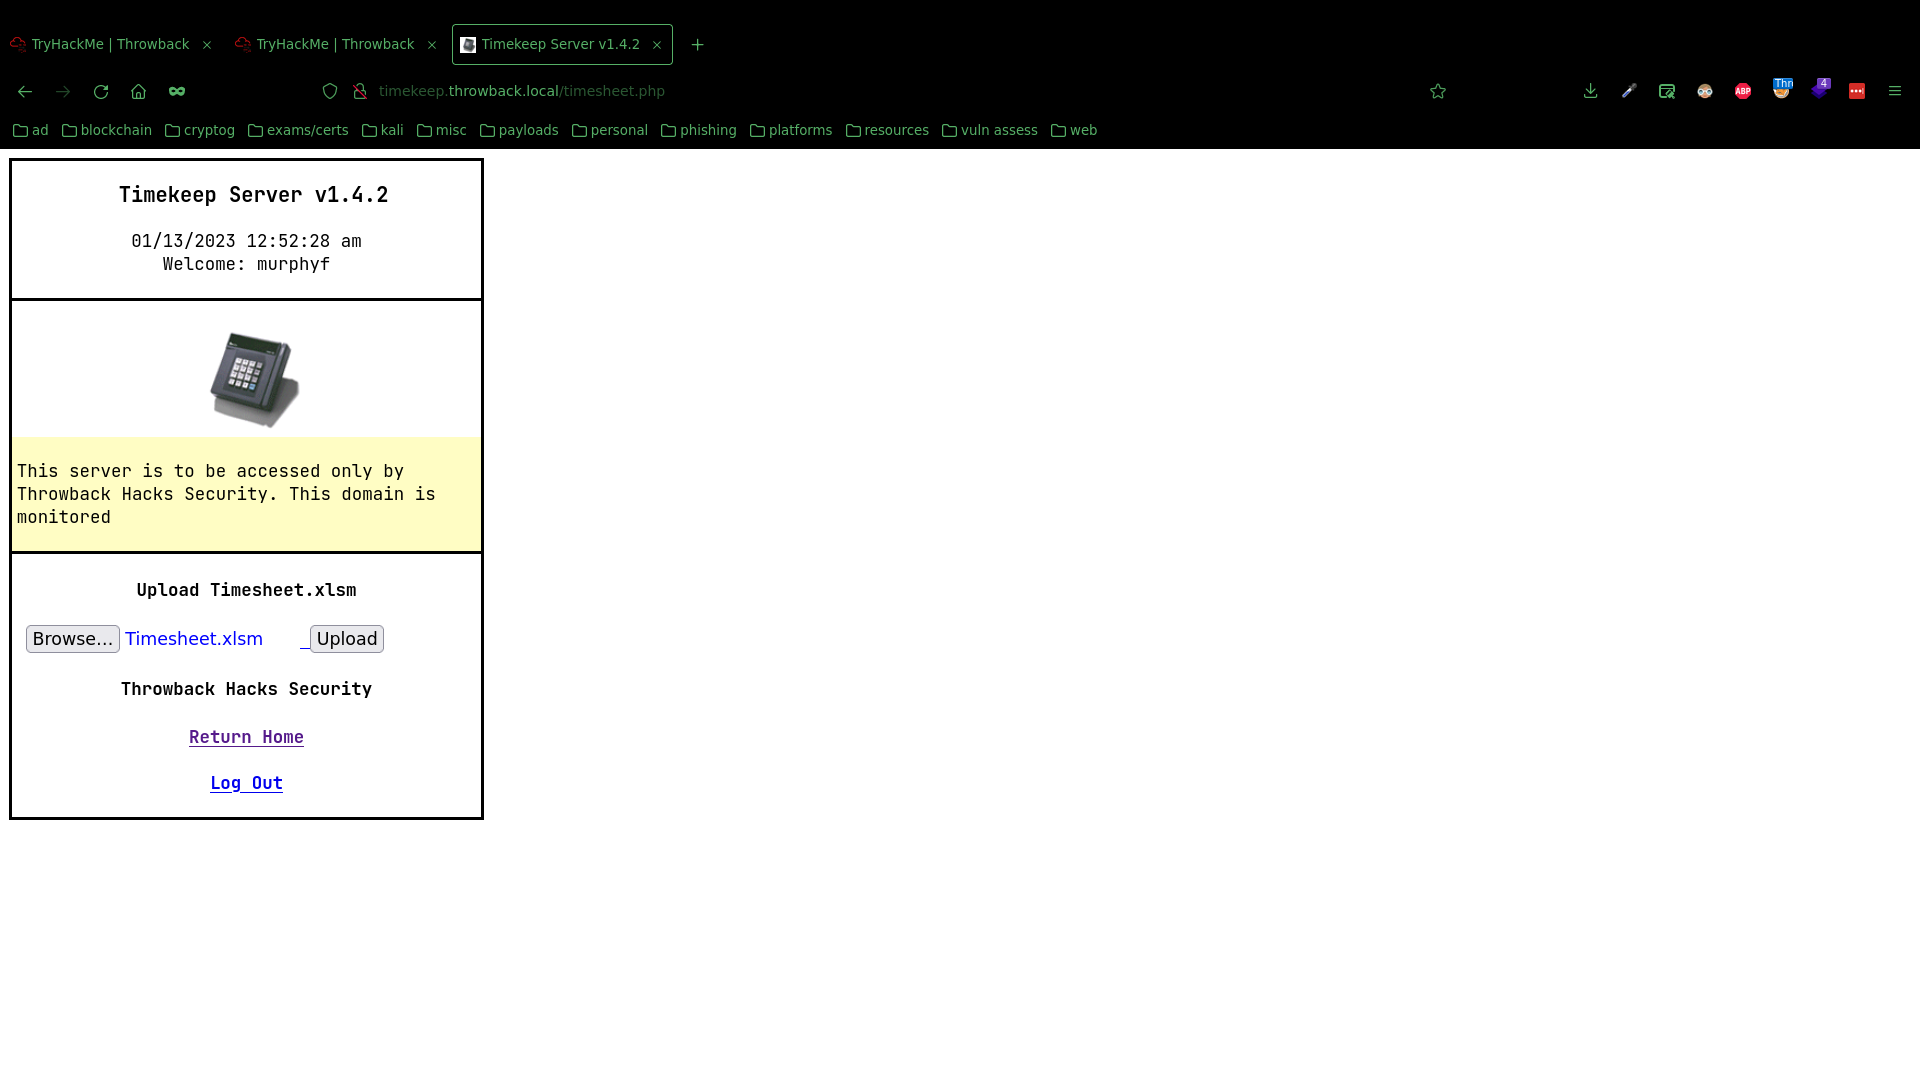 TryHackMe | Throwback
TryHackMe | Throwback
Timekeep Server v1.4.2
timekeep.throwback.local/timesheet.php
ABP
Thr
4
ad
blockchain
cryptog
exams/certs
kali
misc
payloads
personal
phishing
platforms
resources
vuln assess
web
Timekeep Server v1.4.2
01/13/2023 12:52:28 am
Welcome: murphyf
This server is to be accessed only by
Throwback Hacks Security. This domain is
monitored
Upload Timesheet.xlsm
Browse... Timesheet.xlsm Upload
Throwback Hacks Security
Return Home
Log Out